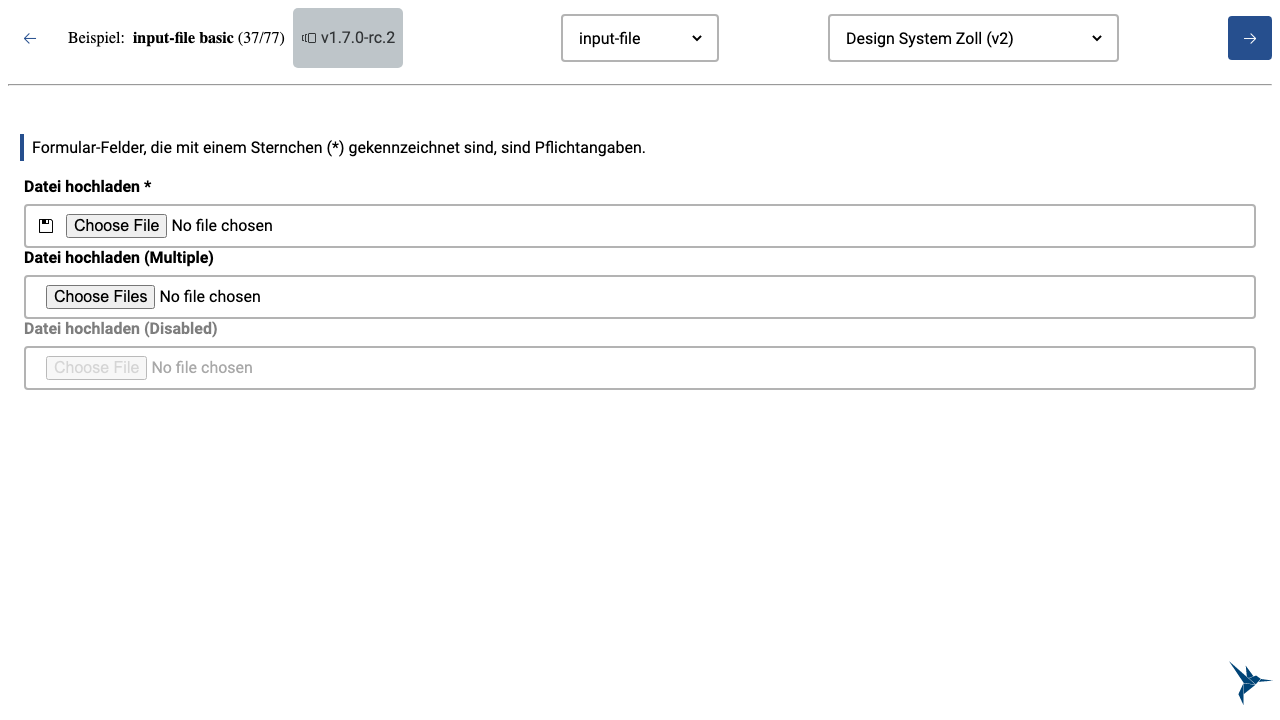 Beispiel: input-file basic (37/77) v1.7.0-rc.2 input-file Design System Zoll (v2)
Formular-Felder, die mit einem Sternchen (*) gekennzeichnet sind, sind Pflichtangaben.
Datei hochladen *
Choose File No file chosen
Datei hochladen (Multiple)
Choose Files No file chosen
Datei hochladen (Disabled)
Choose File No file chosen